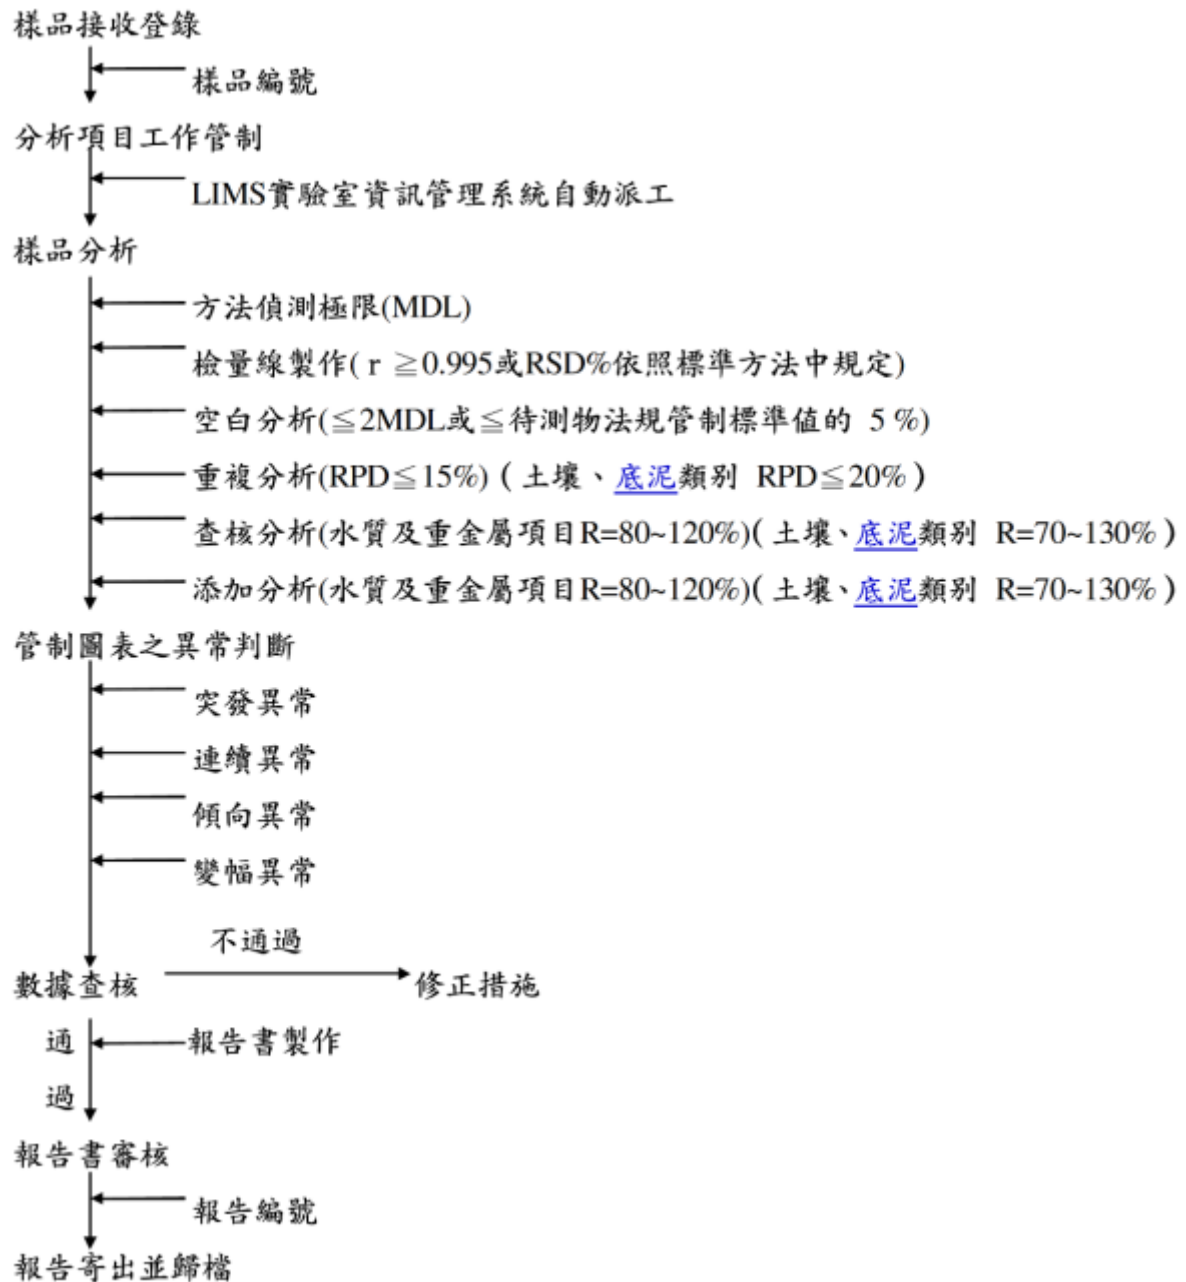 樣品接收登錄
樣品編號
分析項目工作管制
LIMS實驗室資訊管理系統自動派工
樣品分析
方法偵測極限(MDL)
檢量線製作( r ≧0.995或RSD%依照標準方法中規定)
空白分析(≦2MDL或≦待測物法規管制標準值的 5 %)
重複分析(RPD≦15%) ( 土壤、底泥類別 RPD≦20% )
查核分析(水質及重金屬項目R=80~120%)( 土壤、底泥類別 R=70~130% )
添加分析(水質及重金屬項目R=80~120%)( 土壤、底泥類別 R=70~130% )
管制圖表之異常判斷
突發異常
連續異常
傾向異常
變幅異常
不通過
數據查核 修正措施
通 報告書製作
過
報告書審核
報告編號
報告寄出並歸檔